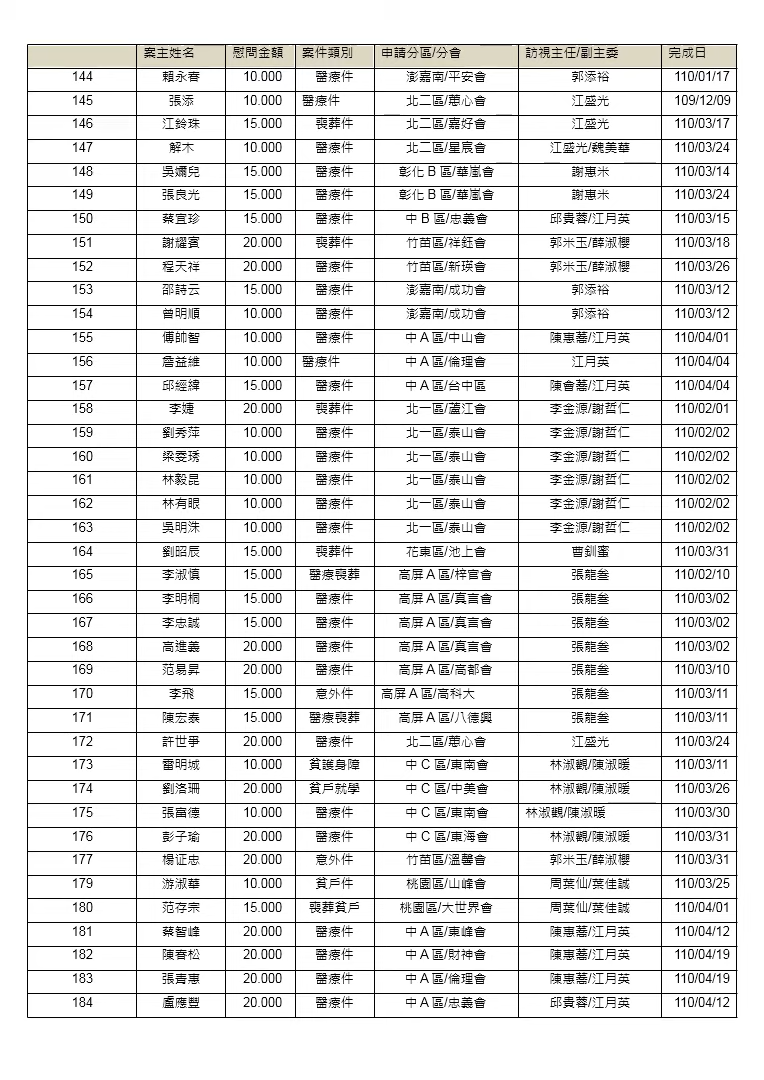 案主姓名 慰問金額 案件類別 申請分區/分會 訪視主任/副主委 完成日
144 賴永春 10.000 醫療件 澎嘉南/平安會 郭添裕 110/01/17
145 張添 10.000 醫療件 北二區/蕙心會 江盛光 109/12/09
146 江鈴珠 15.000 喪葬件 北二區/嘉好會 江盛光 110/03/17
147 解木 10.000 醫療件 北二區/星宸會 江盛光/魏美華 110/03/24
148 吳嬭兒 15.000 醫療件 彰化B區/華嵐會 謝惠米 110/03/14
149 張良光 15.000 醫療件 彰化B區/華嵐會 謝惠米 110/03/24
150 蔡宜珍 15.000 醫療件 中B區/忠義會 邱貴蓉/江月英 110/03/15
151 謝耀賓 20.000 喪葬件 竹苗區/祥鈺會 郭米玉/薛淑櫻 110/03/18
152 程天祥 20.000 醫療件 竹苗區/新瑛會 郭米玉/薛淑櫻 110/03/26
153 邵詩云 15.000 醫療件 澎嘉南/成功會 郭添裕 110/03/12
154 曾明順 10.000 醫療件 澎嘉南/成功會 郭添裕 110/03/12
155 傅帥智 10.000 醫療件 中A區/中山會 陳惠蕎/江月英 110/04/01
156 詹益維 10.000 醫療件 中A區/倫理會 江月英 110/04/04
157 邱經緯 15.000 醫療件 中A區/台中區 陳會蕎/江月英 110/04/04
158 李婕 20.000 喪葬件 北一區/蘆江會 李金源/謝哲仁 110/02/01
159 劉秀萍 10.000 醫療件 北一區/泰山會 李金源/謝哲仁 110/02/02
160 梁雯琇 10.000 醫療件 北一區/泰山會 李金源/謝哲仁 110/02/02
161 林毅昆 10.000 醫療件 北一區/泰山會 李金源/謝哲仁 110/02/02
162 林有眼 10.000 醫療件 北一區/泰山會 李金源/謝哲仁 110/02/02
163 吳明洙 10.000 醫療件 北一區/泰山會 李金源/謝哲仁 110/02/02
164 劉昭辰 15.000 喪葬件 花東區/池上會 曹釧蜜 110/03/31
165 李淑慎 15.000 醫療喪葬 高屏A區/梓官會 張龍叁 110/02/10
166 李明桐 15.000 醫療件 高屏A區/真言會 張龍叁 110/03/02
167 李忠誠 15.000 醫療件 高屏A區/真言會 張龍叁 110/03/02
168 高進義 20.000 醫療件 高屏A區/真言會 張龍叁 110/03/02
169 范易昇 20.000 醫療件 高屏A區/高都會 張龍叁 110/03/10
170 李飛 15.000 意外件 高屏A區/高科大 張龍叁 110/03/11
171 陳宏泰 15.000 醫療喪葬 高屏A區/八德興 張龍叁 110/03/11
172 許世爭 20.000 醫療件 北二區/蕙心會 江盛光 110/03/24
173 雷明城 10.000 貧護身障 中C區/東南會 林淑觀/陳淑暖 110/03/11
174 劉洛珊 20.000 貧戶就學 中C區/中美會 林淑觀/陳淑暖 110/03/26
175 張富德 10.000 醫療件 中C區/東南會 林淑觀/陳淑暖 110/03/30
176 彭子瑜 20.000 醫療件 中C區/東海會 林淑觀/陳淑暖 110/03/31
177 楊证忠 20.000 意外件 竹苗區/溫馨會 郭米玉/薛淑櫻 110/03/31
179 游淑華 10.000 貧戶件 桃園區/山峰會 周葉仙/葉佳誠 110/03/25
180 范存宗 15.000 喪葬貧戶 桃園區/大世界會 周葉仙/葉佳誠 110/04/01
181 蔡智峰 20.000 醫療件 中A區/東峰會 陳惠蕎/江月英 110/04/12
182 陳春松 20.000 醫療件 中A區/財神會 陳惠蕎/江月英 110/04/19
183 張青惠 20.000 醫療件 中A區/倫理會 陳惠蕎/江月英 110/04/19
184 盧應豐 20.000 醫療件 中A區/忠義會 邱貴蓉/江月英 110/04/12